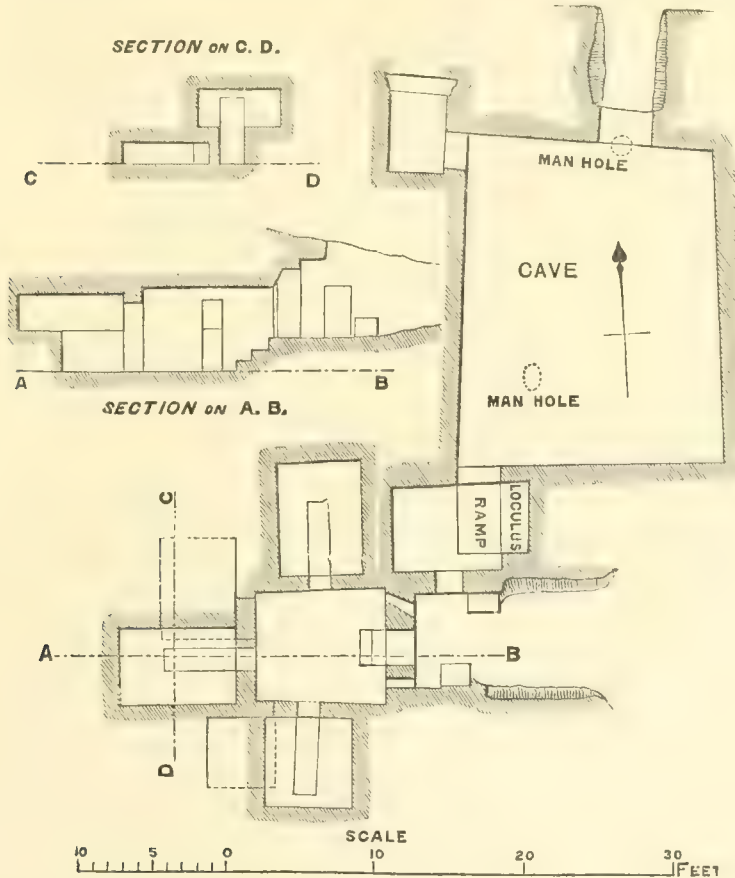 SECTION ON C. D.
C
D
MAN HOLE
CAVE
MAN HOLE
A
B
SECTION ON A. B.
C
RAMP
LOCULUS
A
B
D
SCALE
10 5 0 10 20 30 FEET